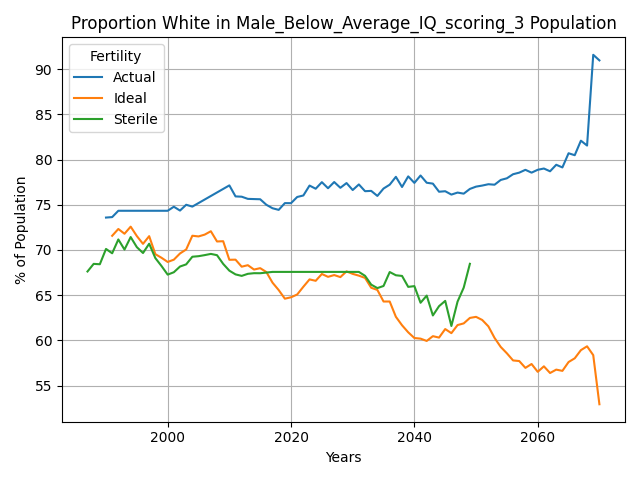 Proportion White in Male_Below_Average_IQ_scoring_3 Population
Fertility
Actual
Ideal
Sterile
% of Population
90
85
80
75
70
65
60
55
2000
2020
2040
2060
Years